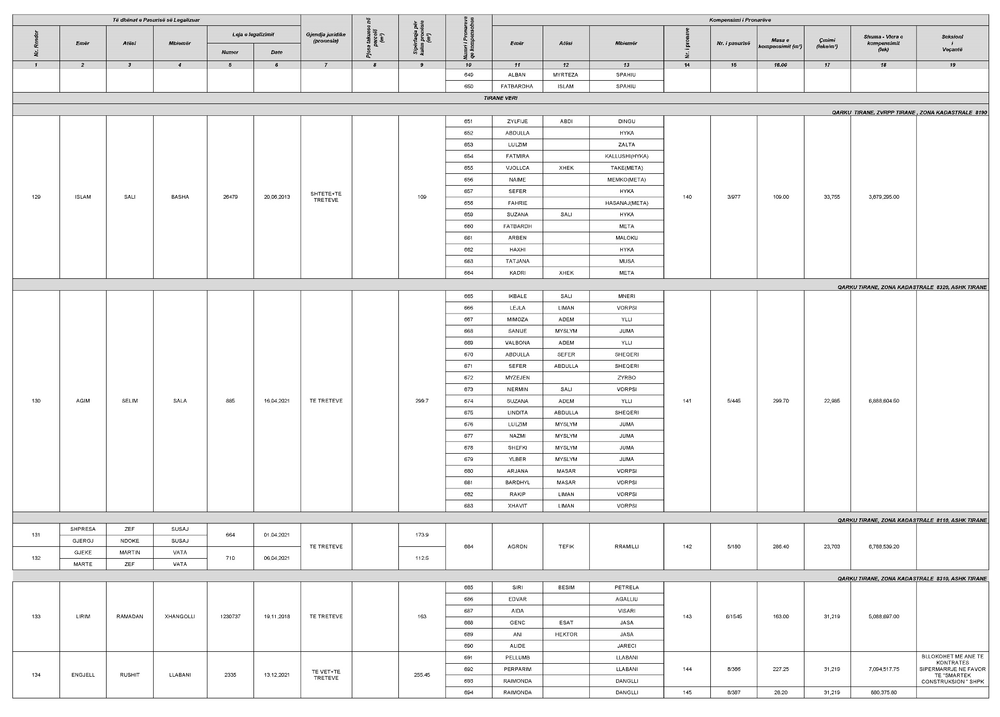 Të dhënat e Pasurisë së Legalizuar
Kompensimi i Pronarëve
Nr. Rendor
Emër
Atësi
Mbiemër
Leja e legalizimit
Numer
Date
Gjendja juridike
(pronesia)
Pjesa takuese në
parcelë
(m²)
Sipërfaqja për
kalim pronësie
(m²)
Numri i Pronareve
qe kompensohen
Emër
Atësi
Mbiemër
Nr. i pronave
Nr. i pasurisë
Masa e
kompensimit (m²)
Çmimi
(leke/m²)
Shuma - Vlera e
kompensimit
(lek)
Seksioni
i
Veçantë
1 2 3 4 5 6 7 8 9 10 11 12 13 14 15 16.00 17 18 19
649 ALBAN MYRTEZA SPAHIU
650 FATBARDHA ISLAM SPAHIU
TIRANE VERI
QARKU TIRANE, ZVRPP TIRANE , ZONA KADASTRALE 8190
651 ZYLFIJE ABDI DINGU
652 ABDULLA HYKA
653 LULZIM ZALTA
654 FATMIRA KALLUSHI(HYKA)
655 VJOLLCA XHEK TAKE(META)
656 NAIME MEMKO(META)
657 SEFER HYKA
129 ISLAM SALI BASHA 26479 20,06,2013 SHTETE+TE
TRETEVE 109 140 3/977 109.00 33,755 3,679,295.00
658 FAHRIE HASANAJ(META)
659 SUZANA SALI HYKA
660 FATBARDH META
661 ARBEN MALOKU
662 HAXHI HYKA
663 TATJANA MUSA
664 KADRI XHEK META
QARKU TIRANE, ZONA KADASTRALE 8320, ASHK TIRANE
665 IKBALE SALI MNERI
666 LEJLA LIMAN VORPSI
667 MIMOZA ADEM YLLI
668 SANIJE MYSLYM JUMA
669 VALBONA ADEM YLLI
670 ABDULLA SEFER SHEQERI
671 SEFER ABDULLA SHEQERI
672 MYZEJEN ZYRBO
673 NERMIN SALI VORPSI
130 AGIM SELIM SALA 885 16.04.2021 TE TRETEVE 299.7 674 SUZANA ADEM YLLI 141 5/445 299.70 22,985 6,888,604.50
675 LINDITA ABDULLA SHEQERI
676 LULZIM MYSLYM JUMA
677 NAZMI MYSLYM JUMA
678 SHEFKI MYSLYM JUMA
679 YLBER MYSLYM JUMA
680 ARJANA MASAR VORPSI
681 BARDHYL MASAR VORPSI
682 RAKIP LIMAN VORPSI
683 XHAVIT LIMAN VORPSI
QARKU TIRANE, ZONA KADASTRALE 8110, ASHK TIRANE
131 SHPRESA ZEF SUSAJ 664 01,04,2021 173.9
GJERGJ NDOKE SUSAJ
TE TRETEVE 684 AGRON TEFIK RRAMILLI 142 5/180 286.40 23,703 6,788,539.20
132 GJEKE MARTIN VATA 710 06,04,2021 112.5
MARTE ZEF VATA
QARKU TIRANE, ZONA KADASTRALE 8310, ASHK TIRANE
685 SIRI BESIM PETRELA
686 EDVAR AGALLIU
687 AIDA VISARI
133 LIRIM RAMADAN XHANGOLLI 1230737 19,11,2018 TE TRETEVE 163 143 6/1545 163.00 31,219 5,088,697.00
688 GENC ESAT JASA
689 ANI HEKTOR JASA
690 ALIDE JARECI
691 PELLUMB LLABANI
692 PERPARIM LLABANI 144 8/386 227.25 31,219 7,094,517.75
BLLOKOHET ME ANE TE
KONTRATES
SIPERMARRJE NE FAVOR
TE "SMARTEK
CONSTRUKSION " SHPK
134 ENGJELL RUSHIT LLABANI 2335 13,12,2021 TE VET+TE
TRETEVE 255.45
693 RAIMONDA DANGLLI
694 RAIMONDA DANGLLI 145 8/387 28.20 31,219 880,375.80